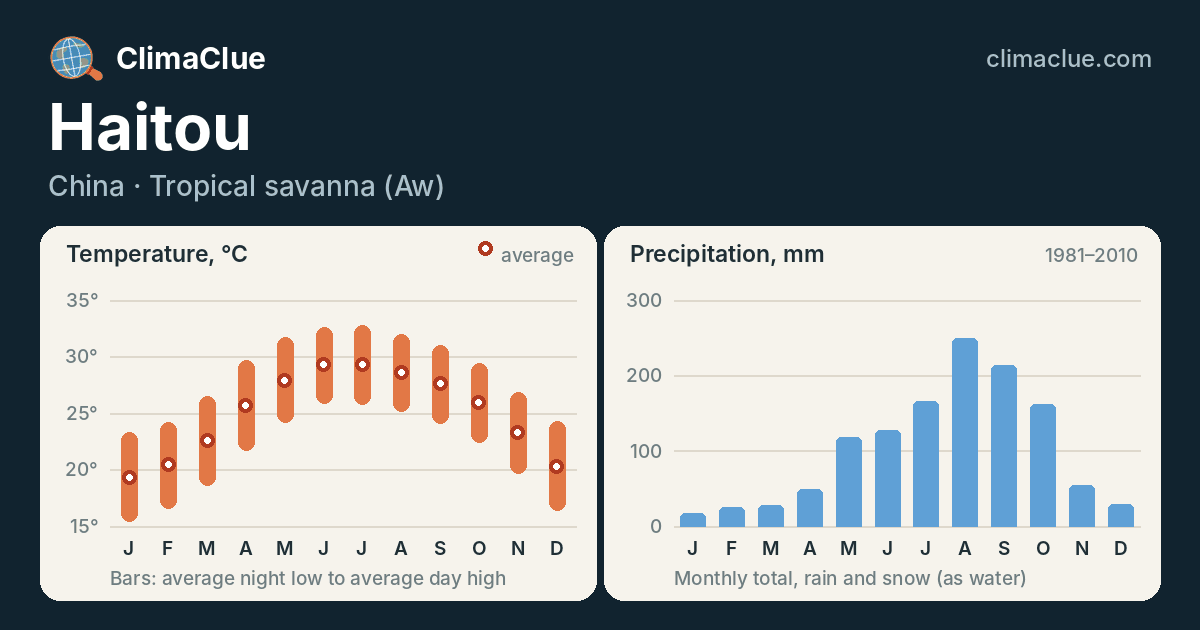 ClimaClue
climaclue.com
Haitou
China · Tropical savanna (Aw)
Temperature, °C
average
35°
30°
25°
20°
15°
J F M A M J J A S O N D
Bars: average night low to average day high
Precipitation, mm
1981–2010
300
200
100
0
J F M A M J J A S O N D
Monthly total, rain and snow (as water)